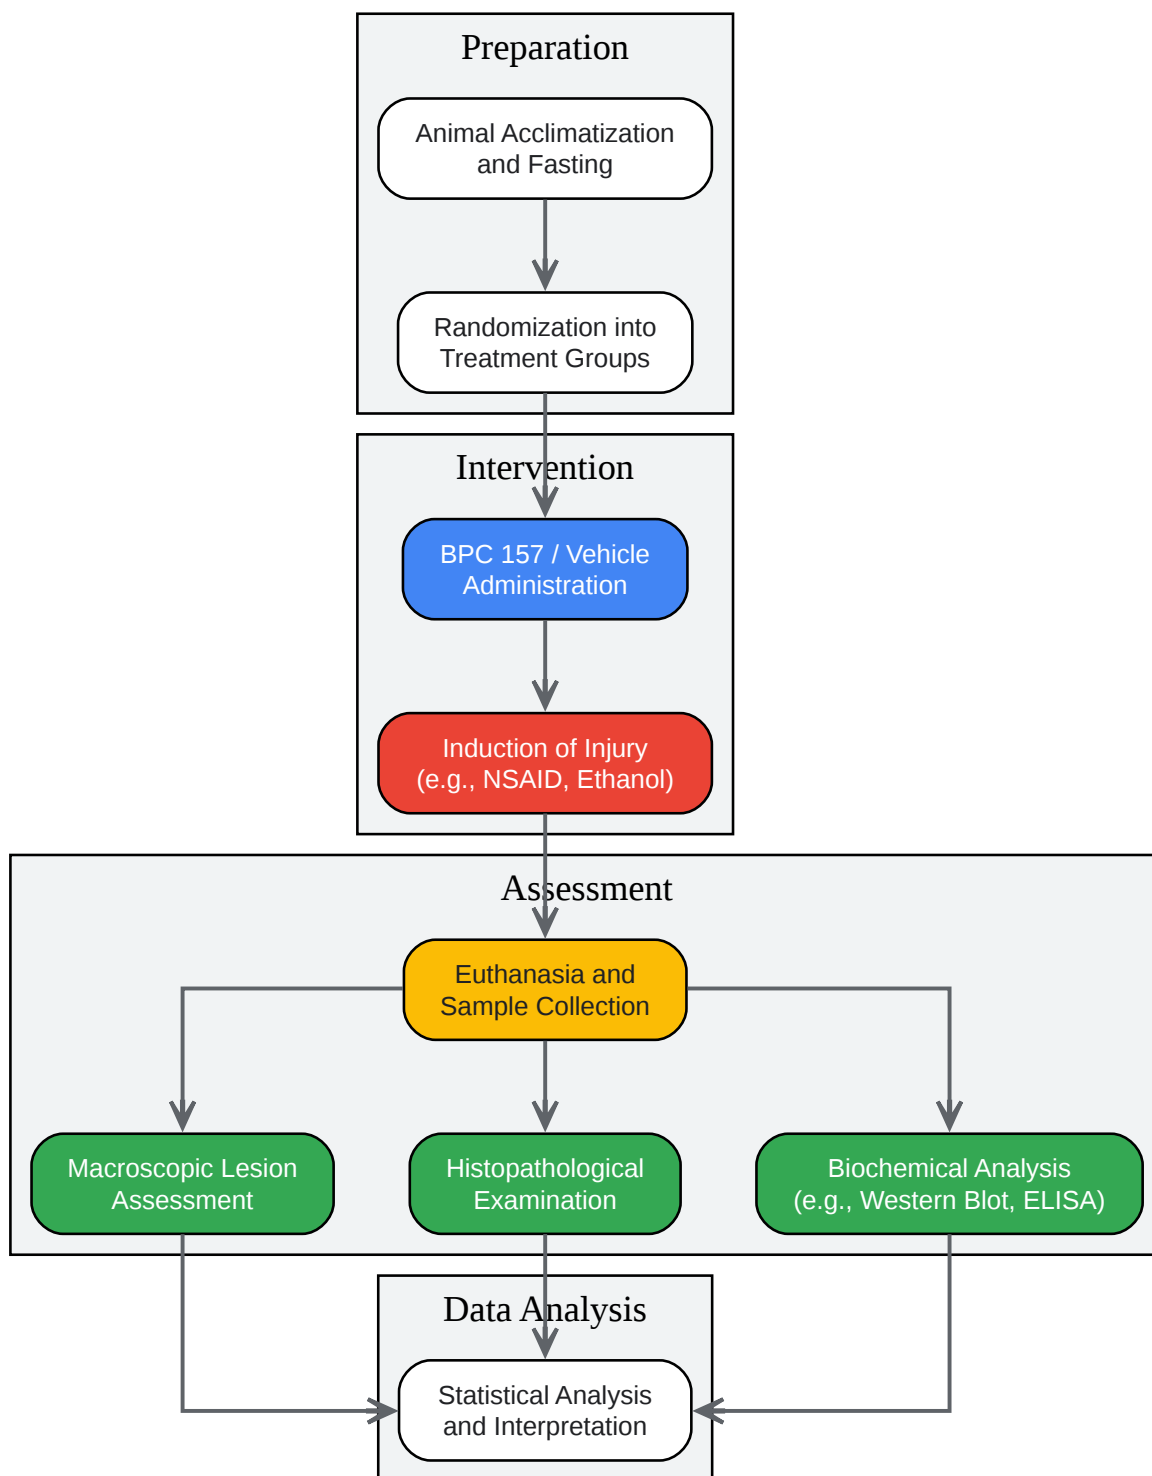 Preparation
Animal Acclimatization
and Fasting
Randomization into
Treatment Groups
Intervention
BPC 157 / Vehicle
Administration
Induction of Injury
(e.g., NSAID, Ethanol)
Assessment
Euthanasia and
Sample Collection
Macroscopic Lesion
Assessment
Histopathological
Examination
Biochemical Analysis
(e.g., Western Blot, ELISA)
Data Analysis
Statistical Analysis
and Interpretation